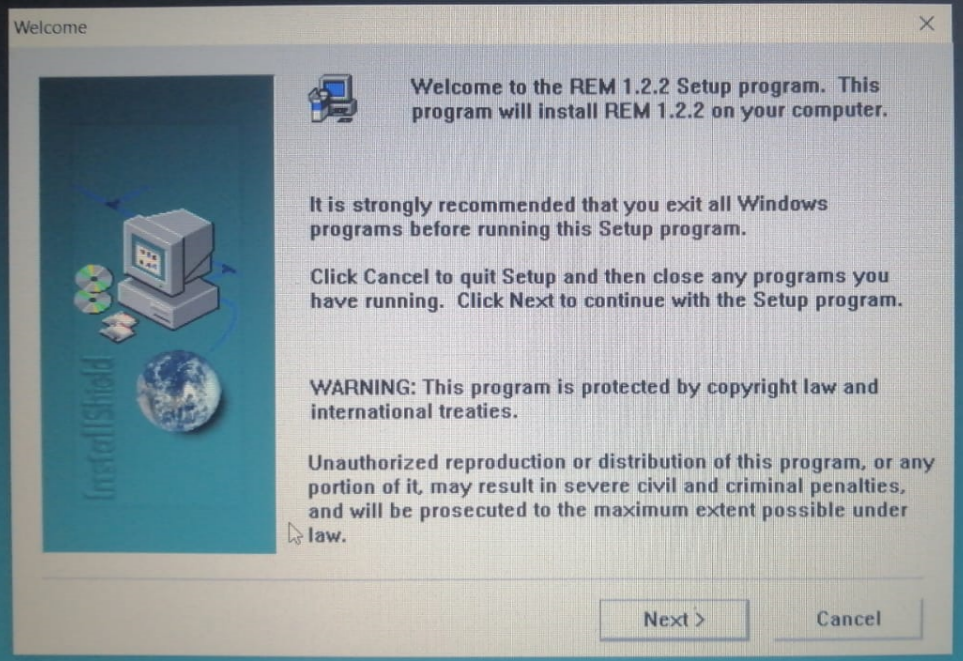 Welcome
Welcome to the REM 1.2.2 Setup program.  This
program will install REM 1.2.2 on your computer.
It is strongly recommended that you exit all Windows
programs before running this Setup program.
Click Cancel to quit Setup and then close any programs you
have running.  Click Next to continue with the Setup program.
WARNING: This program is protected by copyright law and
international treaties.
Unauthorized reproduction or distribution of this program, or any
portion of it, may result in severe civil and criminal penalties,
and will be prosecuted to the maximum extent possible under
law.
InstallShield
Next >
Cancel